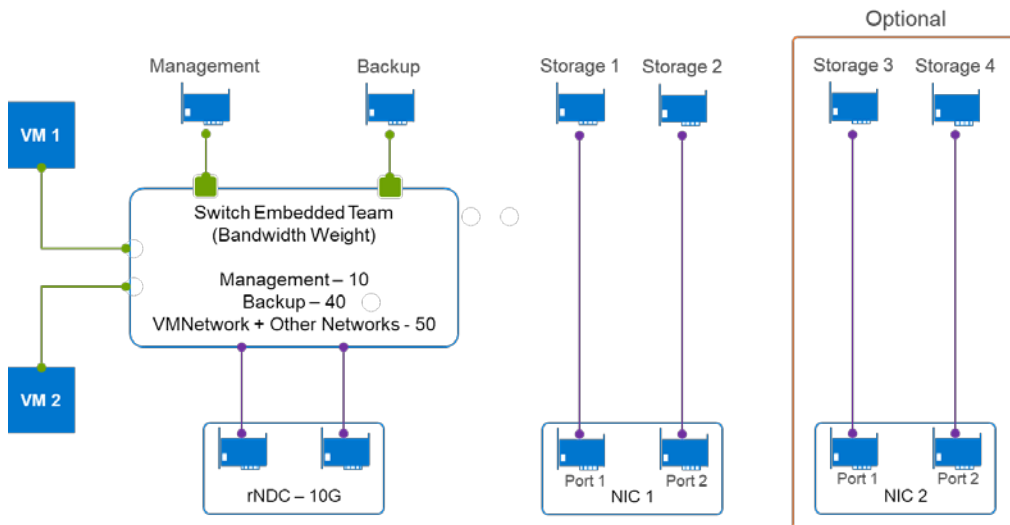 Optional
Management
Backup
Storage 1
Storage 2
Storage 3
Storage 4
VM 1
Switch Embedded Team
(Bandwidth Weight)
Management – 10
Backup – 40
VMNetwork + Other Networks - 50
VM 2
Port 1
Port 2
Port 1
Port 2
rNDC – 10G
NIC 1
NIC 2